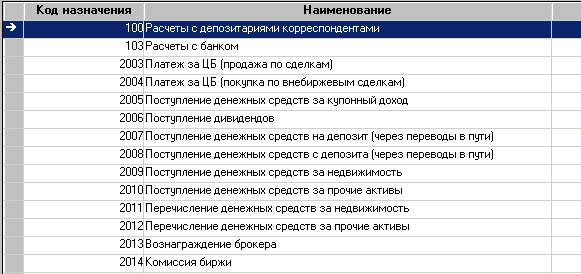 Код назначения Наименование
100 Расчеты с депозитариями корреспондентами
103 Расчеты с банком
2003 Платеж за ЦБ (продажа по сделкам)
2004 Платеж за ЦБ (покупка по внебиржевым сделкам)
2005 Поступление денежных средств за купонный доход
2006 Поступление дивидендов
2007 Поступление денежных средств на депозит (через переводы в пути)
2008 Поступление денежных средств с депозита (через переводы в пути)
2009 Поступление денежных средств за недвижимость
2010 Поступление денежных средств за прочие активы
2011 Перечисление денежных средств за недвижимость
2012 Перечисление денежных средств за прочие активы
2013 Вознаграждение брокера
2014 Комиссия биржи